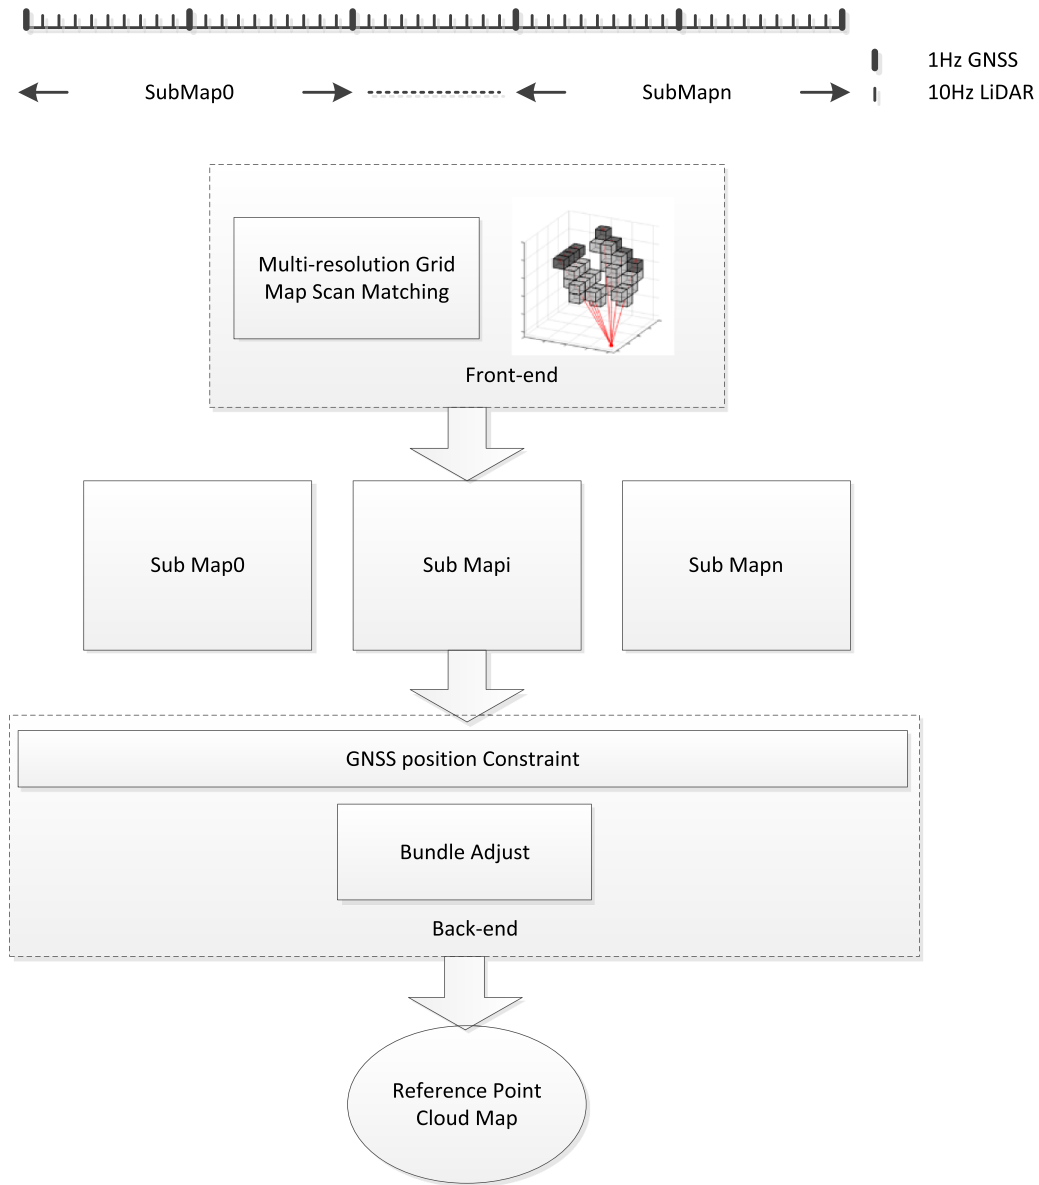 1Hz GNSS
SubMap0
SubMapn
10Hz LiDAR
Multi-resolution Grid
Map Scan Matching
Front-end
Sub Map0
Sub Mapi
Sub Mapn
GNSS position Constraint
Bundle Adjust
Back-end
Reference Point
Cloud Map